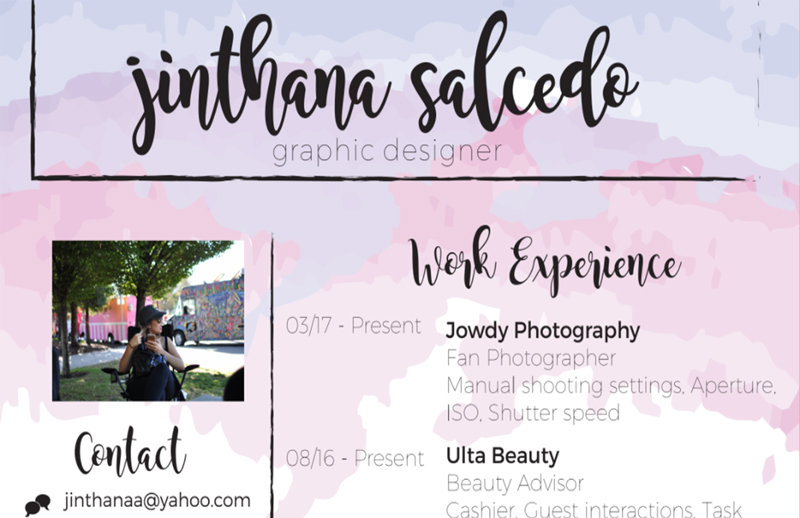 jinthana salcedo
graphic designer
Work Experience
03/17 - Present
Jowdy Photography
Fan Photographer
Manual shooting settings, Aperture,
ISO, Shutter speed
08/16 - Present
Ulta Beauty
Beauty Advisor
Cashier, Guest interactions, Task
Contact
jinthanaa@yahoo.com